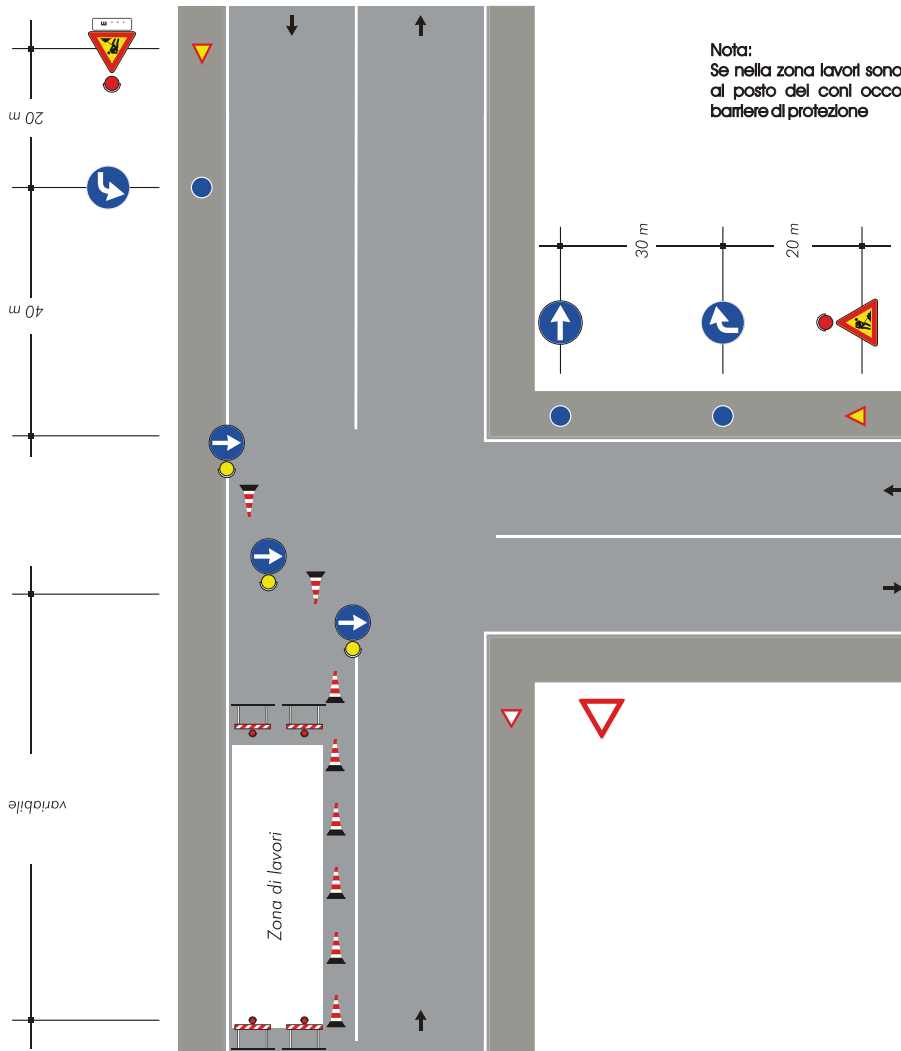 Nota:
Se nella zona lavori sono
al posto dei coni occo
barriere di protezione
20 m
40 m
variabile
30 m
20 m
Zona di lavori